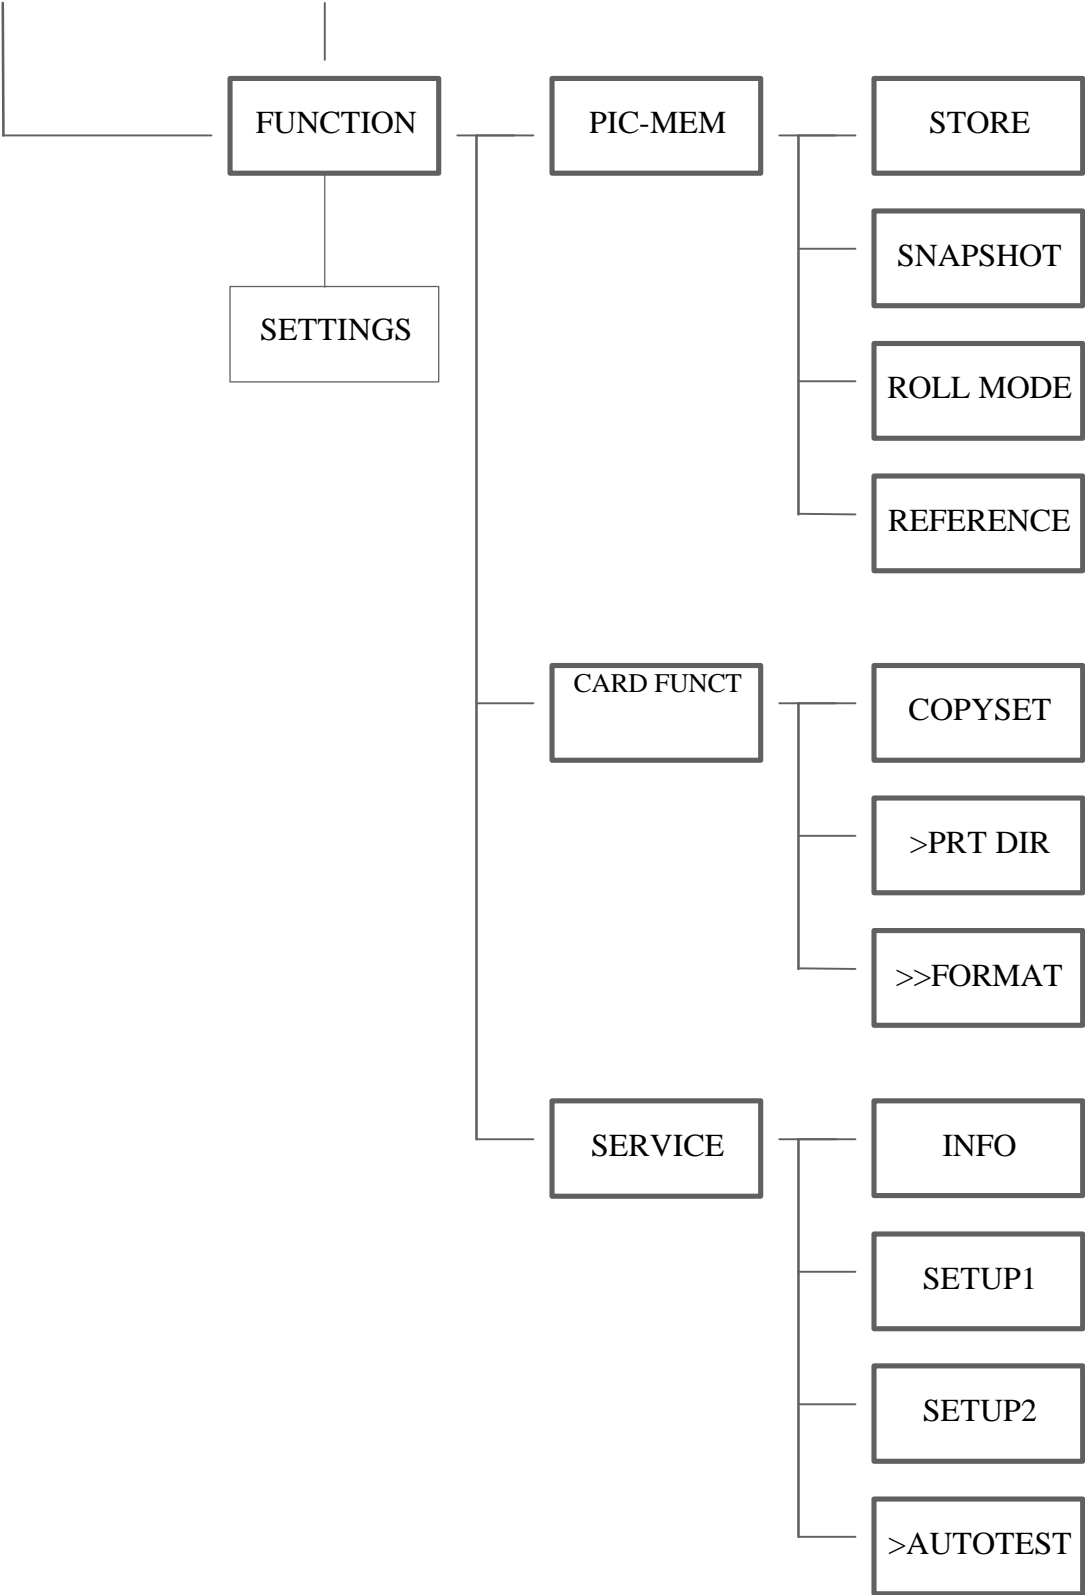 FUNCTION
PIC-MEM
STORE
SNAPSHOT
SETTINGS
ROLL MODE
REFERENCE
CARD FUNCT
COPYSET
>PRT DIR
>>FORMAT
SERVICE
INFO
SETUP1
SETUP2
>AUTOTEST